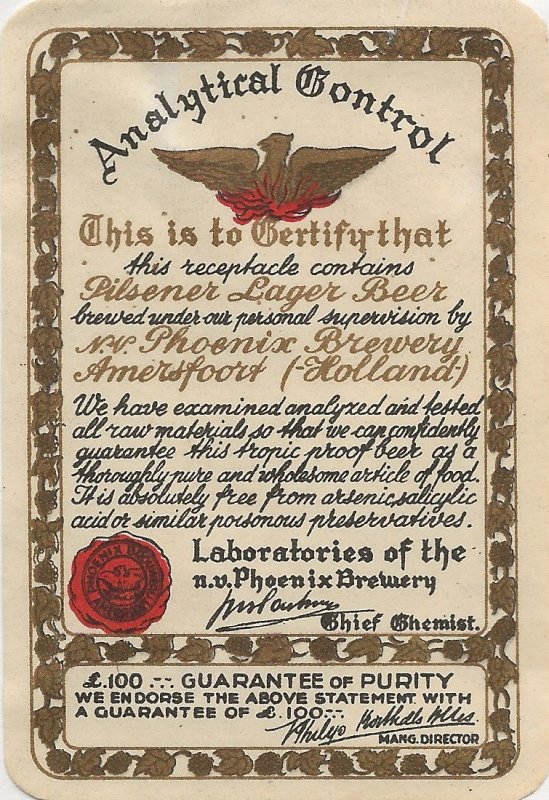 Analytical Control
This is to Certify that
this receptacle contains
Pilsener Lager Beer
brewed under our personal supervision by
N.V. Phoenix Brewery
Amersfoort (-Holland-)
We have examined analyzed and tested
all raw materials, so that we can confidently
guarantee this tropic proof beer as a
thoroughly pure and wholesome article of food.
It is absolutely free from arsenic, salicylic
acid or similar poisonous preservatives.
PHOENIX BREWERY
Laboratories of the
n.v. Phoenix Brewery
Chief Chemist.
£.100 -·- GUARANTEE OF PURITY
WE ENDORSE THE ABOVE STATEMENT WITH
A GUARANTEE OF £.100-·-
MANG. DIRECTOR